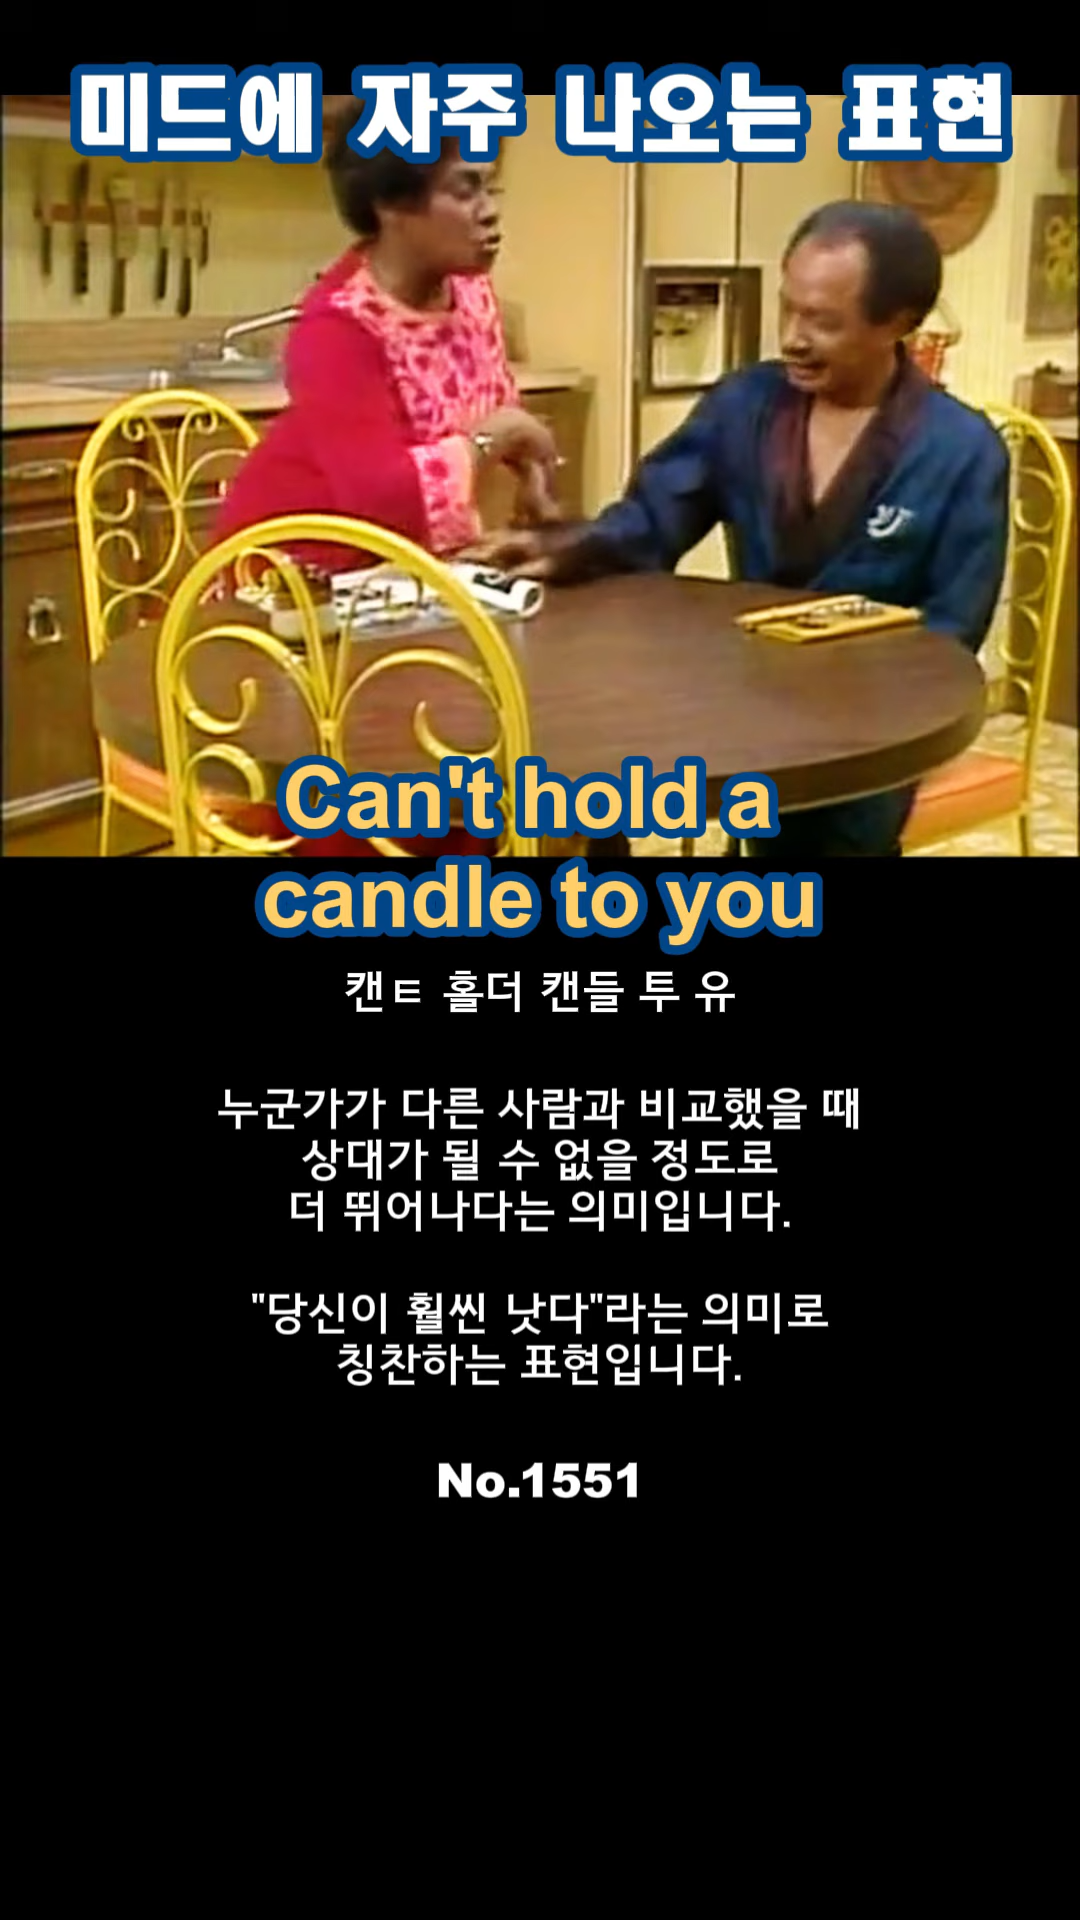 미드에 자주 나오는 표현
Can't hold a
candle to you
캔ㅌ 홀더 캔들 투 유
누군가가 다른 사람과 비교했을 때
상대가 될 수 없을 정도로
더 뛰어나다는 의미입니다.
"당신이 훨씬 낫다"라는 의미로
칭찬하는 표현입니다.
No.1551